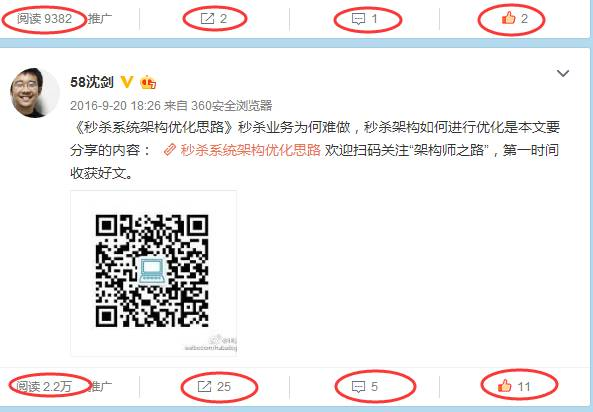 阅读 9382 推广 2 1 2
58沈剑
2016-9-20 18:26 来自 360安全浏览器
《秒杀系统架构优化思路》秒杀业务为何难做，秒杀架构如何进行优化是本文要
分享的内容： 秒杀系统架构优化思路 欢迎扫码关注“架构师之路”，第一时间
收获好文。
阅读 2.2万 推广 25 5 11